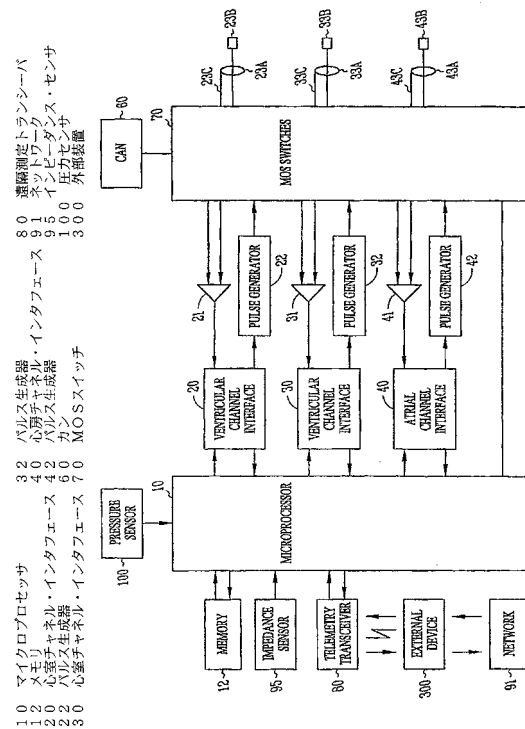 10 マイクロプロセッサ
12 メモリ
20 心室チャネル・インタフェース
22 パルス生成器
30 心室チャネル・インタフェース
32 パルス生成器
40 心房チャネル・インタフェース
42 パルス生成器
60 カン
70 MOSスイッチ
80 遠隔測定トランシーバ
91 ネットワーク
95 インピーダンス・センサ
100 圧力センサ
300 外部装置
PRESSURE
SENSOR
100
10
MICROPROCESSOR
MEMORY
12
IMPEDANCE
SENSOR
95
TELEMETRY
TRANSCEIVER
80
EXTERNAL
DEVICE
300
NETWORK
91
20
VENTRICULAR
CHANNEL
INTERFACE
21
PULSE GENERATOR
22
30
VENTRICULAR
CHANNEL
INTERFACE
31
PULSE GENERATOR
32
40
ATRIAL
CHANNEL
INTERFACE
41
PULSE GENERATOR
42
CAN
60
70
MOS SWITCHES
23C
23A
23B
33C
33A
33B
43C
43A
43B